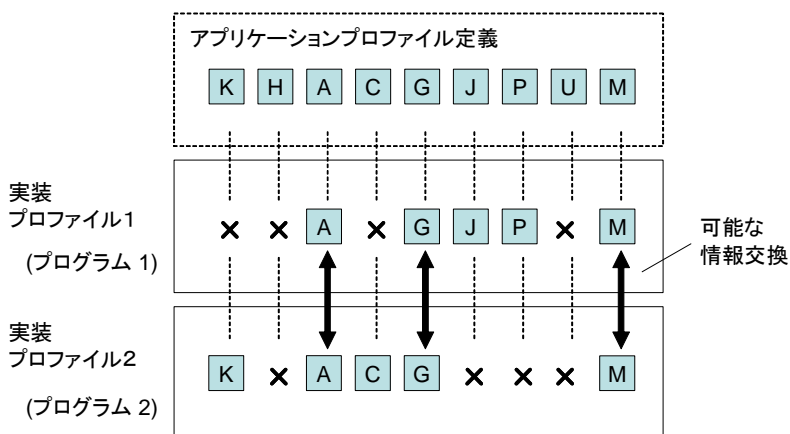 アプリケーションプロファイル定義
K H A C G J P U M
実装
プロファイル1
(プログラム 1)
× × A × G J P × M
可能な
情報交換
実装
プロファイル2
(プログラム 2)
K × A C G × × × M